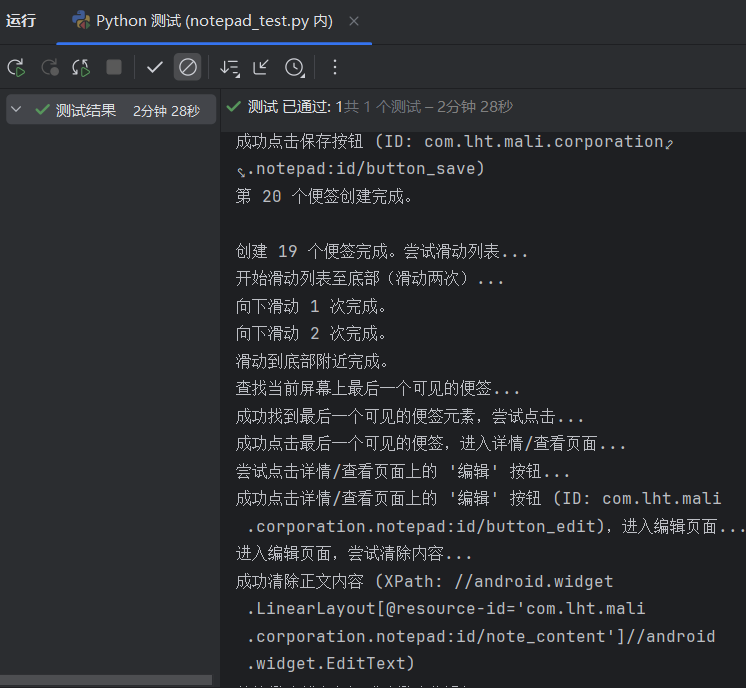 运行
Python 测试 (notepad_test.py 内)
测试结果 2分钟 28秒
测试 已通过: 1共 1 个测试 – 2分钟 28秒
成功点击保存按钮 (ID: com.lht.mali.corporation
.notepad:id/button_save)
第 20 个便签创建完成。
创建 19 个便签完成。尝试滑动列表...
开始滑动列表至底部（滑动两次）...
向下滑动 1 次完成。
向下滑动 2 次完成。
滑动到底部附近完成。
查找当前屏幕上最后一个可见的便签...
成功找到最后一个可见的便签元素，尝试点击...
成功点击最后一个可见的便签，进入详情/查看页面...
尝试点击详情/查看页面上的 '编辑' 按钮...
成功点击详情/查看页面上的 '编辑' 按钮 (ID: com.lht.mali
.corporation.notepad:id/button_edit)，进入编辑页面...
进入编辑页面，尝试清除内容...
成功清除正文内容 (XPath: //android.widget
.LinearLayout[@resource-id='com.lht.mali
.corporation.notepad:id/note_content']//android
.widget.EditText)